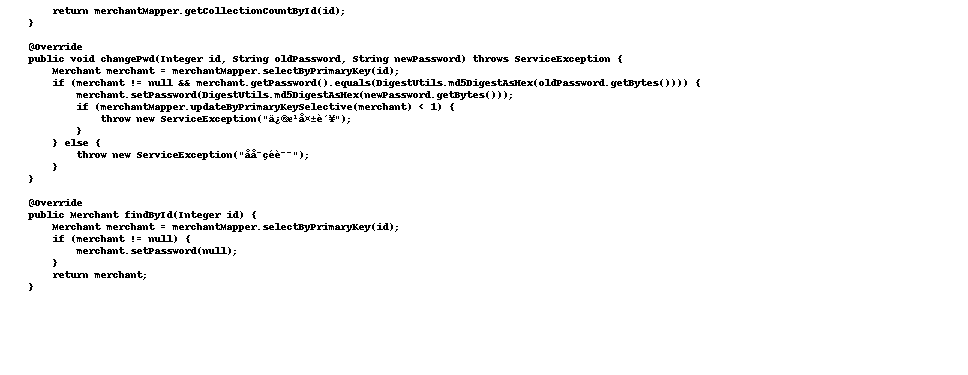 return merchantMapper.getCollectionCountById(id);
}
@Override
public void changePwd(Integer id, String oldPassword, String newPassword) throws ServiceException {
Merchant merchant = merchantMapper.selectByPrimaryKey(id);
if (merchant != null && merchant.getPassword().equals(DigestUtils.md5DigestAsHex(oldPassword.getBytes()))) {
merchant.setPassword(DigestUtils.md5DigestAsHex(newPassword.getBytes()));
if (merchantMapper.updateByPrimaryKeySelective(merchant) < 1) {
throw new ServiceException("ä¿®æ¹å¤±è´¥");
}
} else {
throw new ServiceException("åå¯ç éè¯¯");
}
}
@Override
public Merchant findById(Integer id) {
Merchant merchant = merchantMapper.selectByPrimaryKey(id);
if (merchant != null) {
merchant.setPassword(null);
}
return merchant;
}